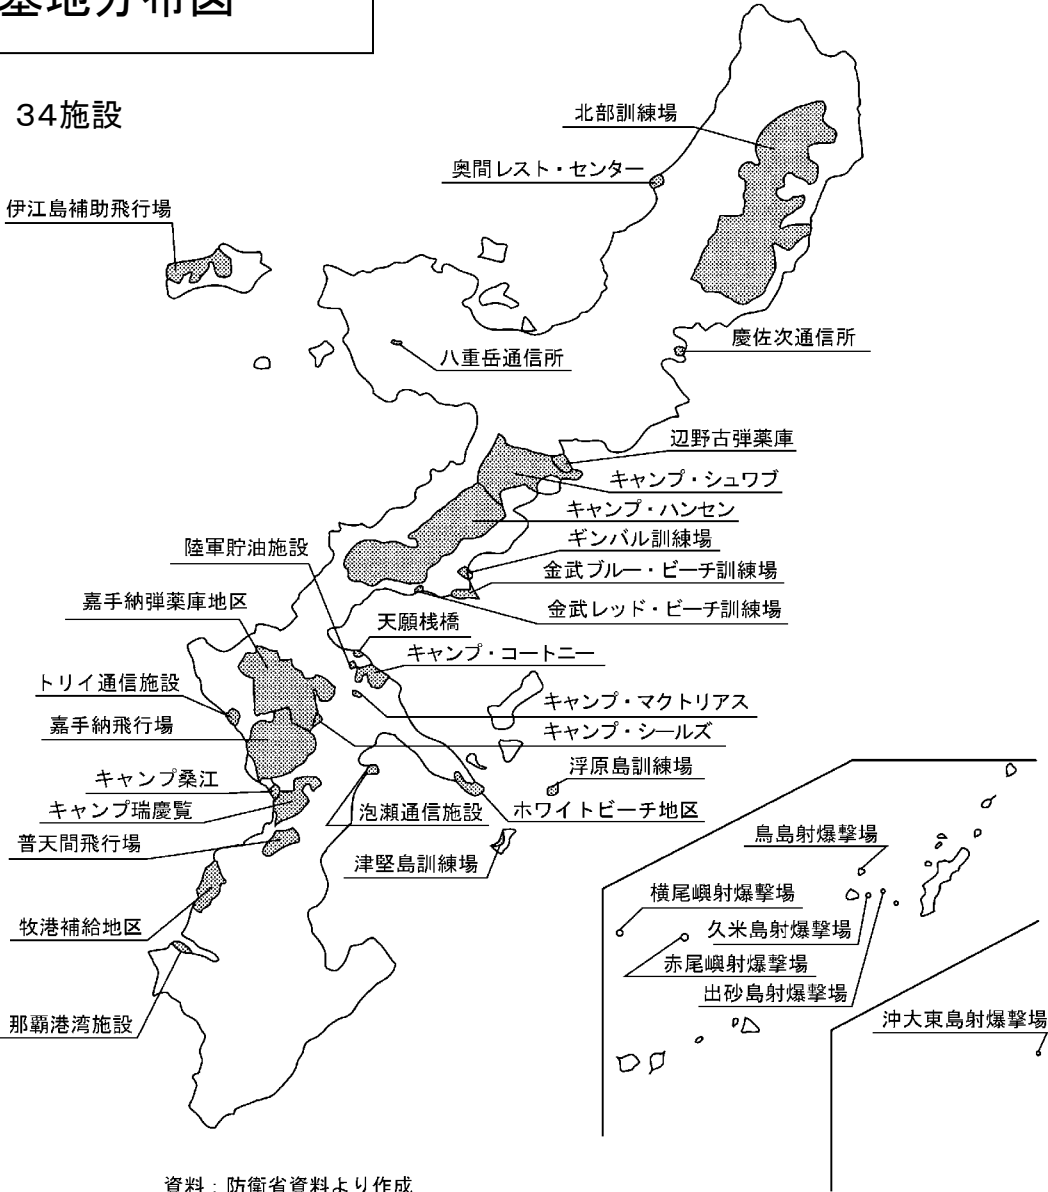 基地分布図
34施設
北部訓練場
奥間レスト・センター
伊江島補助飛行場
慶佐次通信所
八重岳通信所
辺野古弾薬庫
キャンプ・シュワブ
キャンプ・ハンセン
陸軍貯油施設
ギンバル訓練場
金武ブルー・ビーチ訓練場
嘉手納弾薬庫地区
金武レッド・ビーチ訓練場
天願桟橋
キャンプ・コートニー
トリイ通信施設
キャンプ・マクトリアス
嘉手納飛行場
キャンプ・シールズ
キャンプ桑江
浮原島訓練場
キャンプ瑞慶覧
泡瀬通信施設
ホワイトビーチ地区
普天間飛行場
津堅島訓練場
鳥島射爆撃場
横尾嶼射爆撃場
牧港補給地区
久米島射爆撃場
赤尾嶼射爆撃場
出砂島射爆撃場
那覇港湾施設
沖大東島射爆撃場
資料：防衛省資料より作成